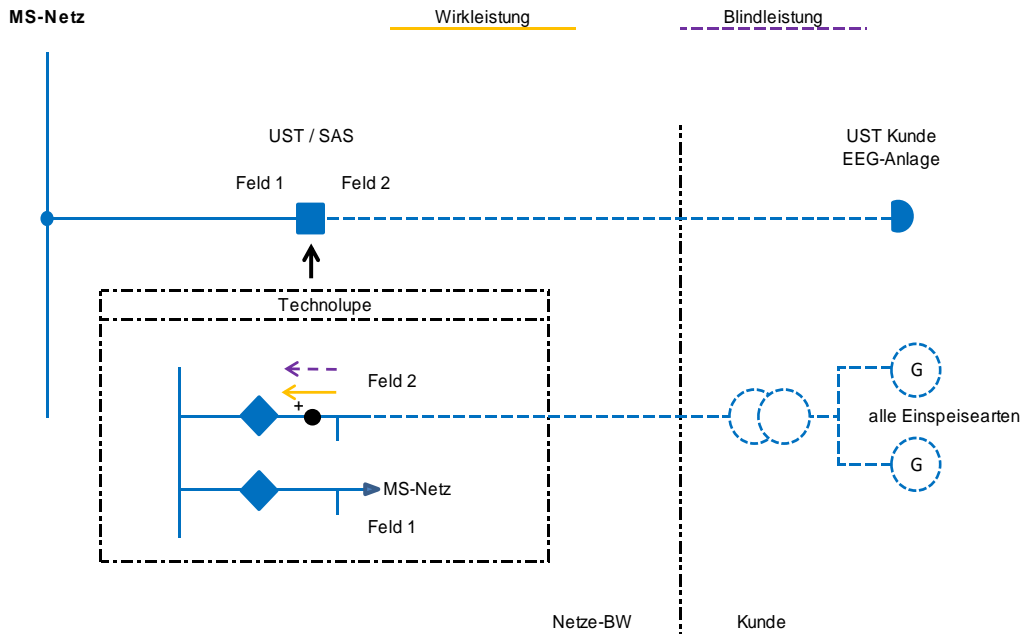 MS-Netz
Wirkleistung
Blindleistung
UST / SAS
UST Kunde
EEG-Anlage
Feld 1
Feld 2
Technolupe
Feld 2
+
G
alle Einspeisearten
G
MS-Netz
Feld 1
Netze-BW
Kunde